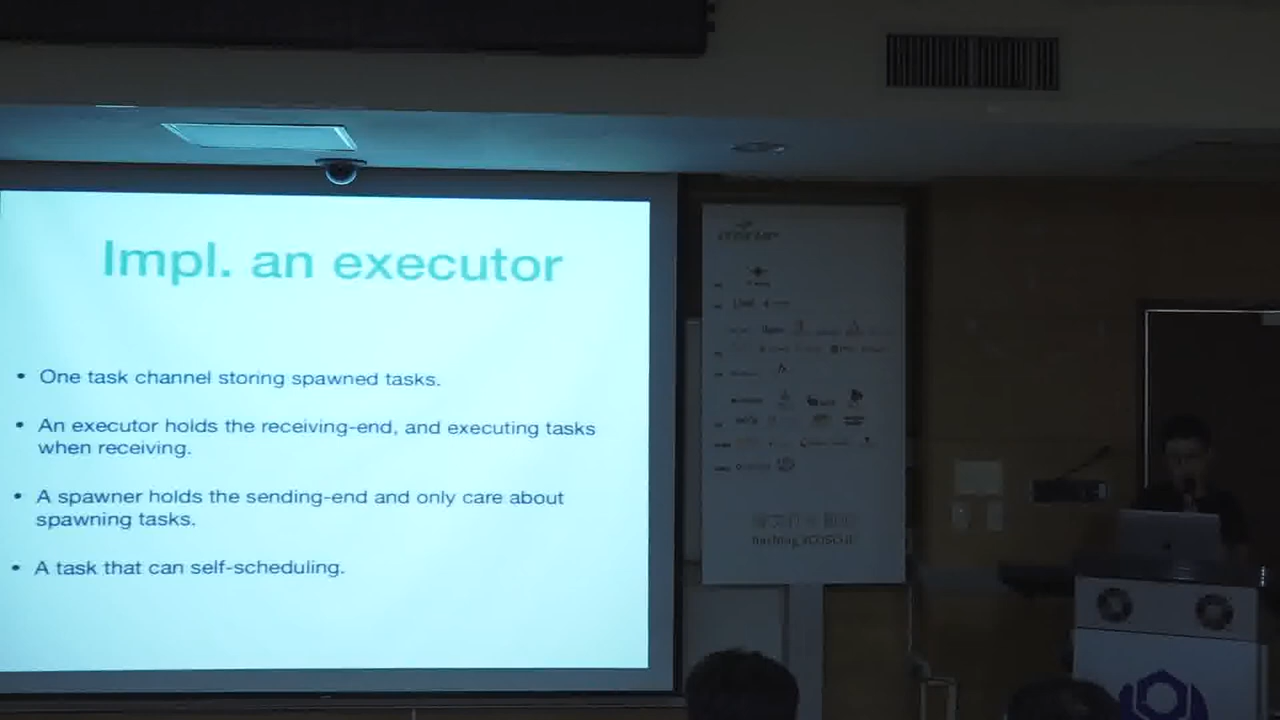 Impl. an executor
• One task channel storing spawned tasks.
• An executor holds the receiving-end, and executing tasks
when receiving.
• A spawner holds the sending-end and only care about
spawning tasks.
• A task that can self-scheduling.